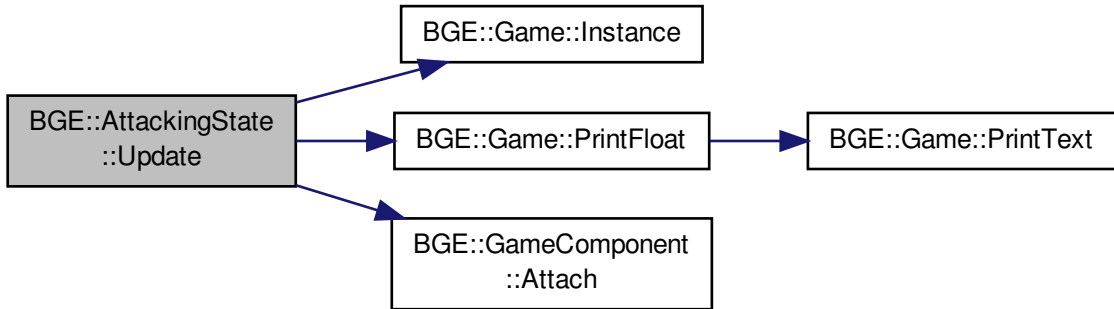 BGE::Game::Instance
BGE::AttackingState
::Update
BGE::Game::PrintFloat
BGE::Game::PrintText
BGE::GameComponent
::Attach